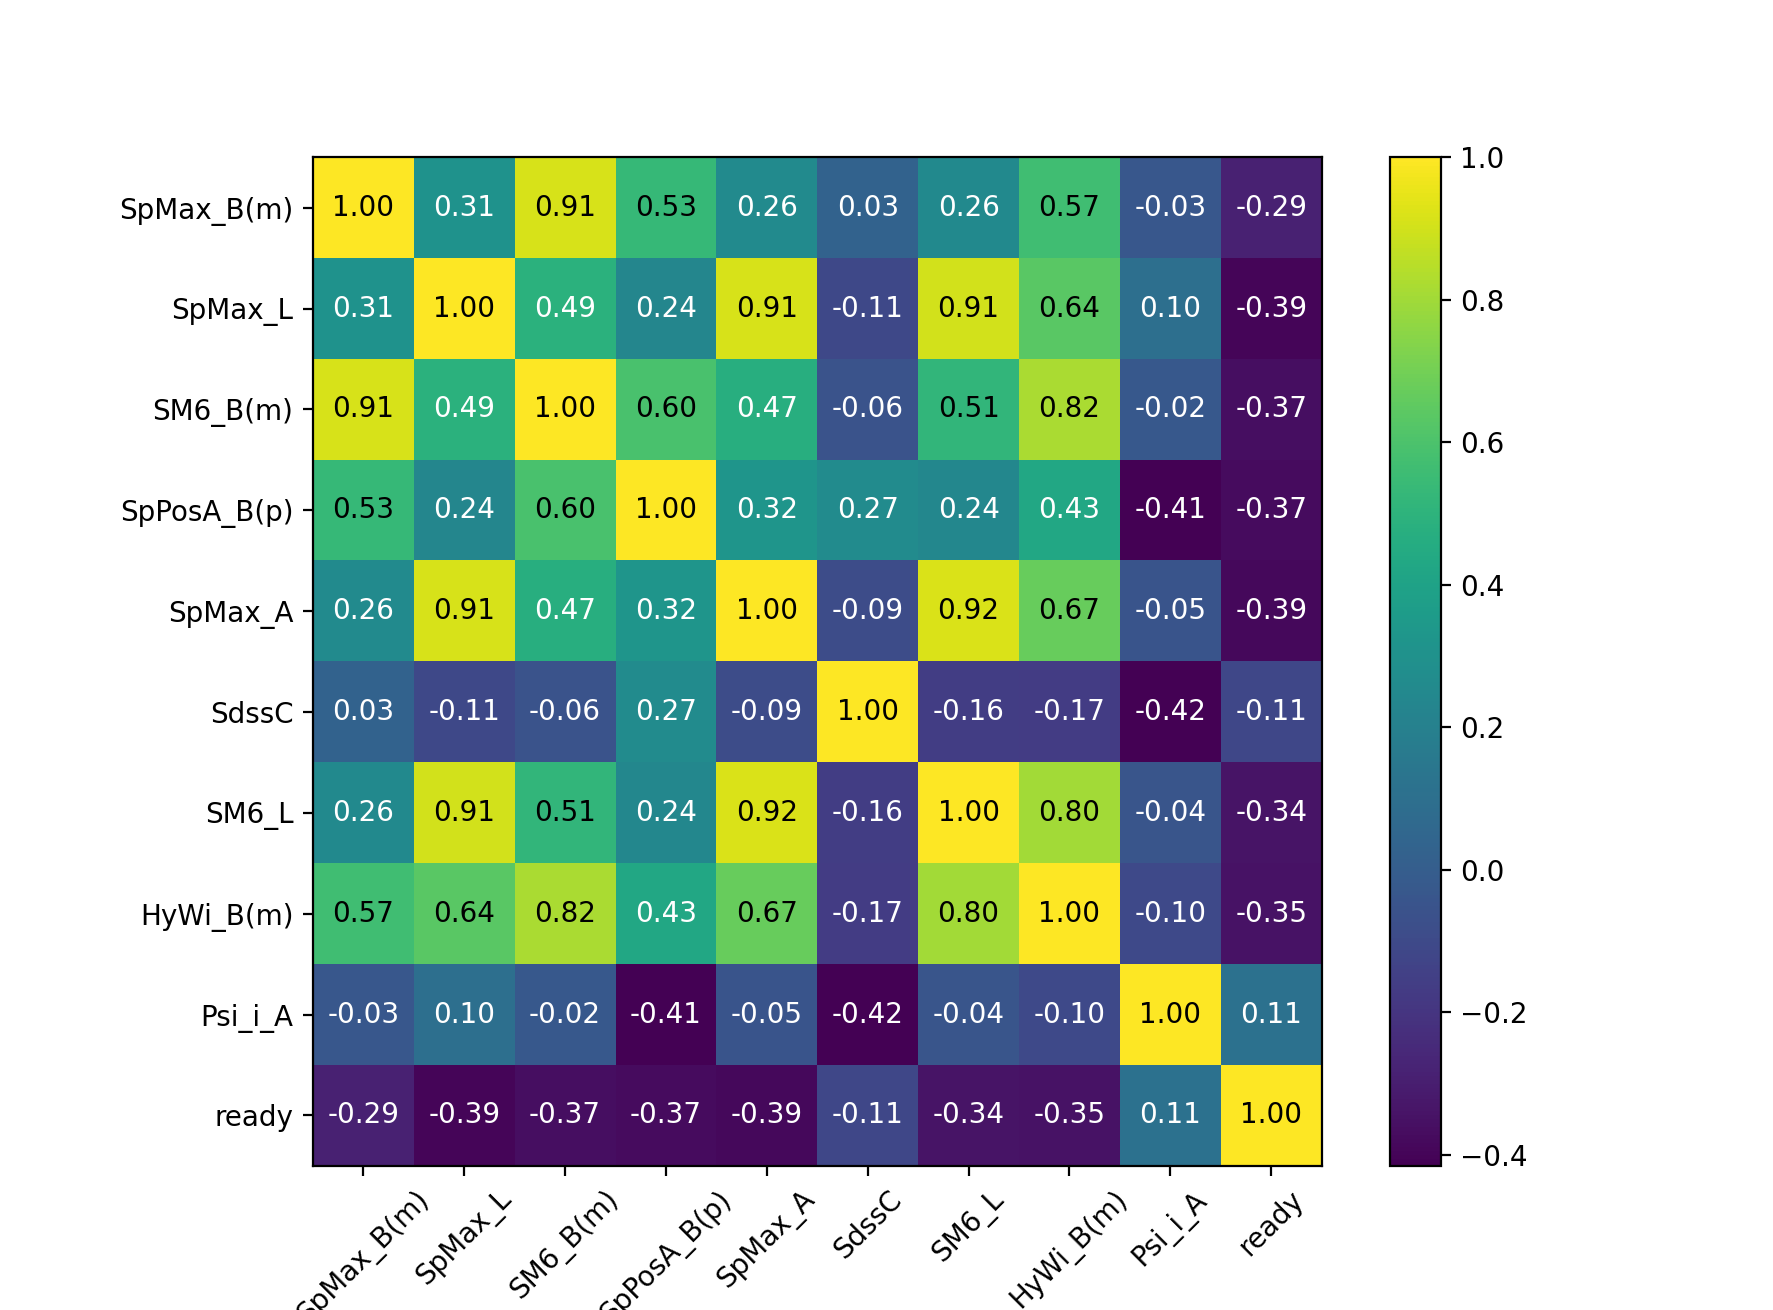 1.0
SpMax_B(m) 1.00 0.31 0.91 0.53 0.26 0.03 0.26 0.57 -0.03 -0.29
SpMax_L 0.31 1.00 0.49 0.24 0.91 -0.11 0.91 0.64 0.10 -0.39
0.8
SM6_B(m) 0.91 0.49 1.00 0.60 0.47 -0.06 0.51 0.82 -0.02 -0.37
0.6
SpPosA_B(p) 0.53 0.24 0.60 1.00 0.32 0.27 0.24 0.43 -0.41 -0.37
0.4
SpMax_A 0.26 0.91 0.47 0.32 1.00 -0.09 0.92 0.67 -0.05 -0.39
SdssC 0.03 -0.11 -0.06 0.27 -0.09 1.00 -0.16 -0.17 -0.42 -0.11
0.2
SM6_L 0.26 0.91 0.51 0.24 0.92 -0.16 1.00 0.80 -0.04 -0.34
0.0
HyWi_B(m) 0.57 0.64 0.82 0.43 0.67 -0.17 0.80 1.00 -0.10 -0.35
Psi_i_A -0.03 0.10 -0.02 -0.41 -0.05 -0.42 -0.04 -0.10 1.00 0.11
−0.2
ready -0.29 -0.39 -0.37 -0.37 -0.39 -0.11 -0.34 -0.35 0.11 1.00
−0.4
SpMax_B(m) SpMax_L SM6_B(m) SpPosA_B(p) SpMax_A SdssC SM6_L HyWi_B(m) Psi_i_A ready